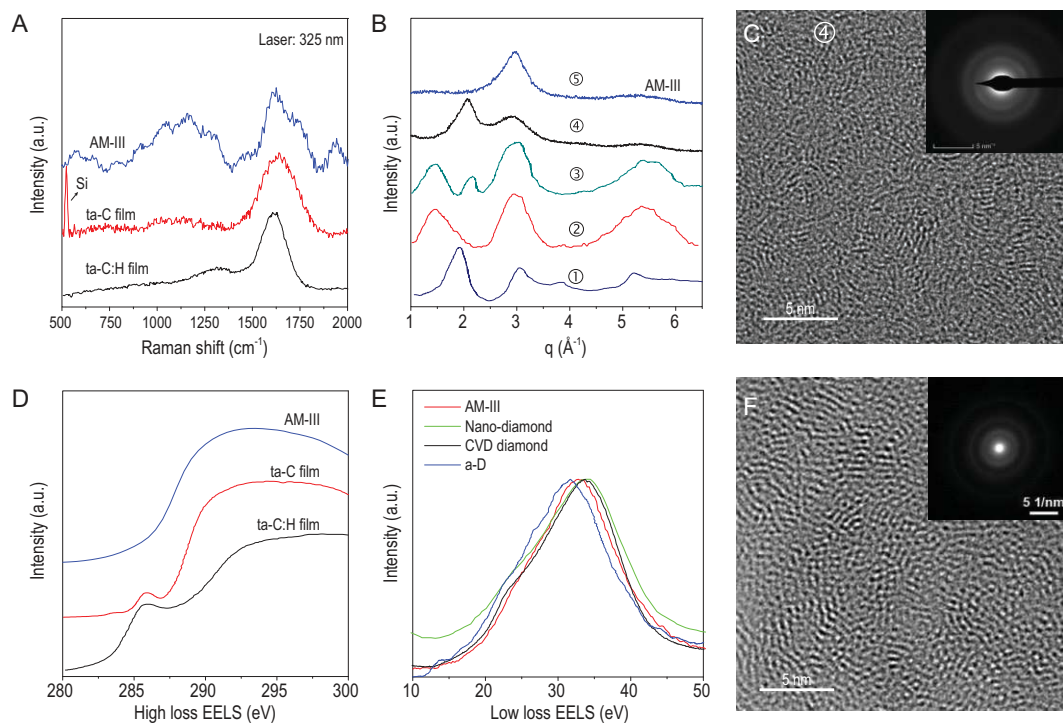 A
Laser: 325 nm
AM-III
Si
ta-C film
ta-C:H film
Intensity (a.u.)
500 750 1000 1250 1500 1750 2000
Raman shift (cm⁻¹)
B
⑤
AM-III
④
③
②
①
Intensity (a.u.)
1 2 3 4 5 6
q (Å⁻¹)
C
④
5 nm⁻¹
5 nm
D
AM-III
ta-C film
ta-C:H film
Intensity (a.u.)
280 285 290 295 300
High loss EELS (eV)
E
AM-III
Nano-diamond
CVD diamond
a-D
Intensity (a.u.)
10 20 30 40 50
Low loss EELS (eV)
F
5 1/nm
5 nm